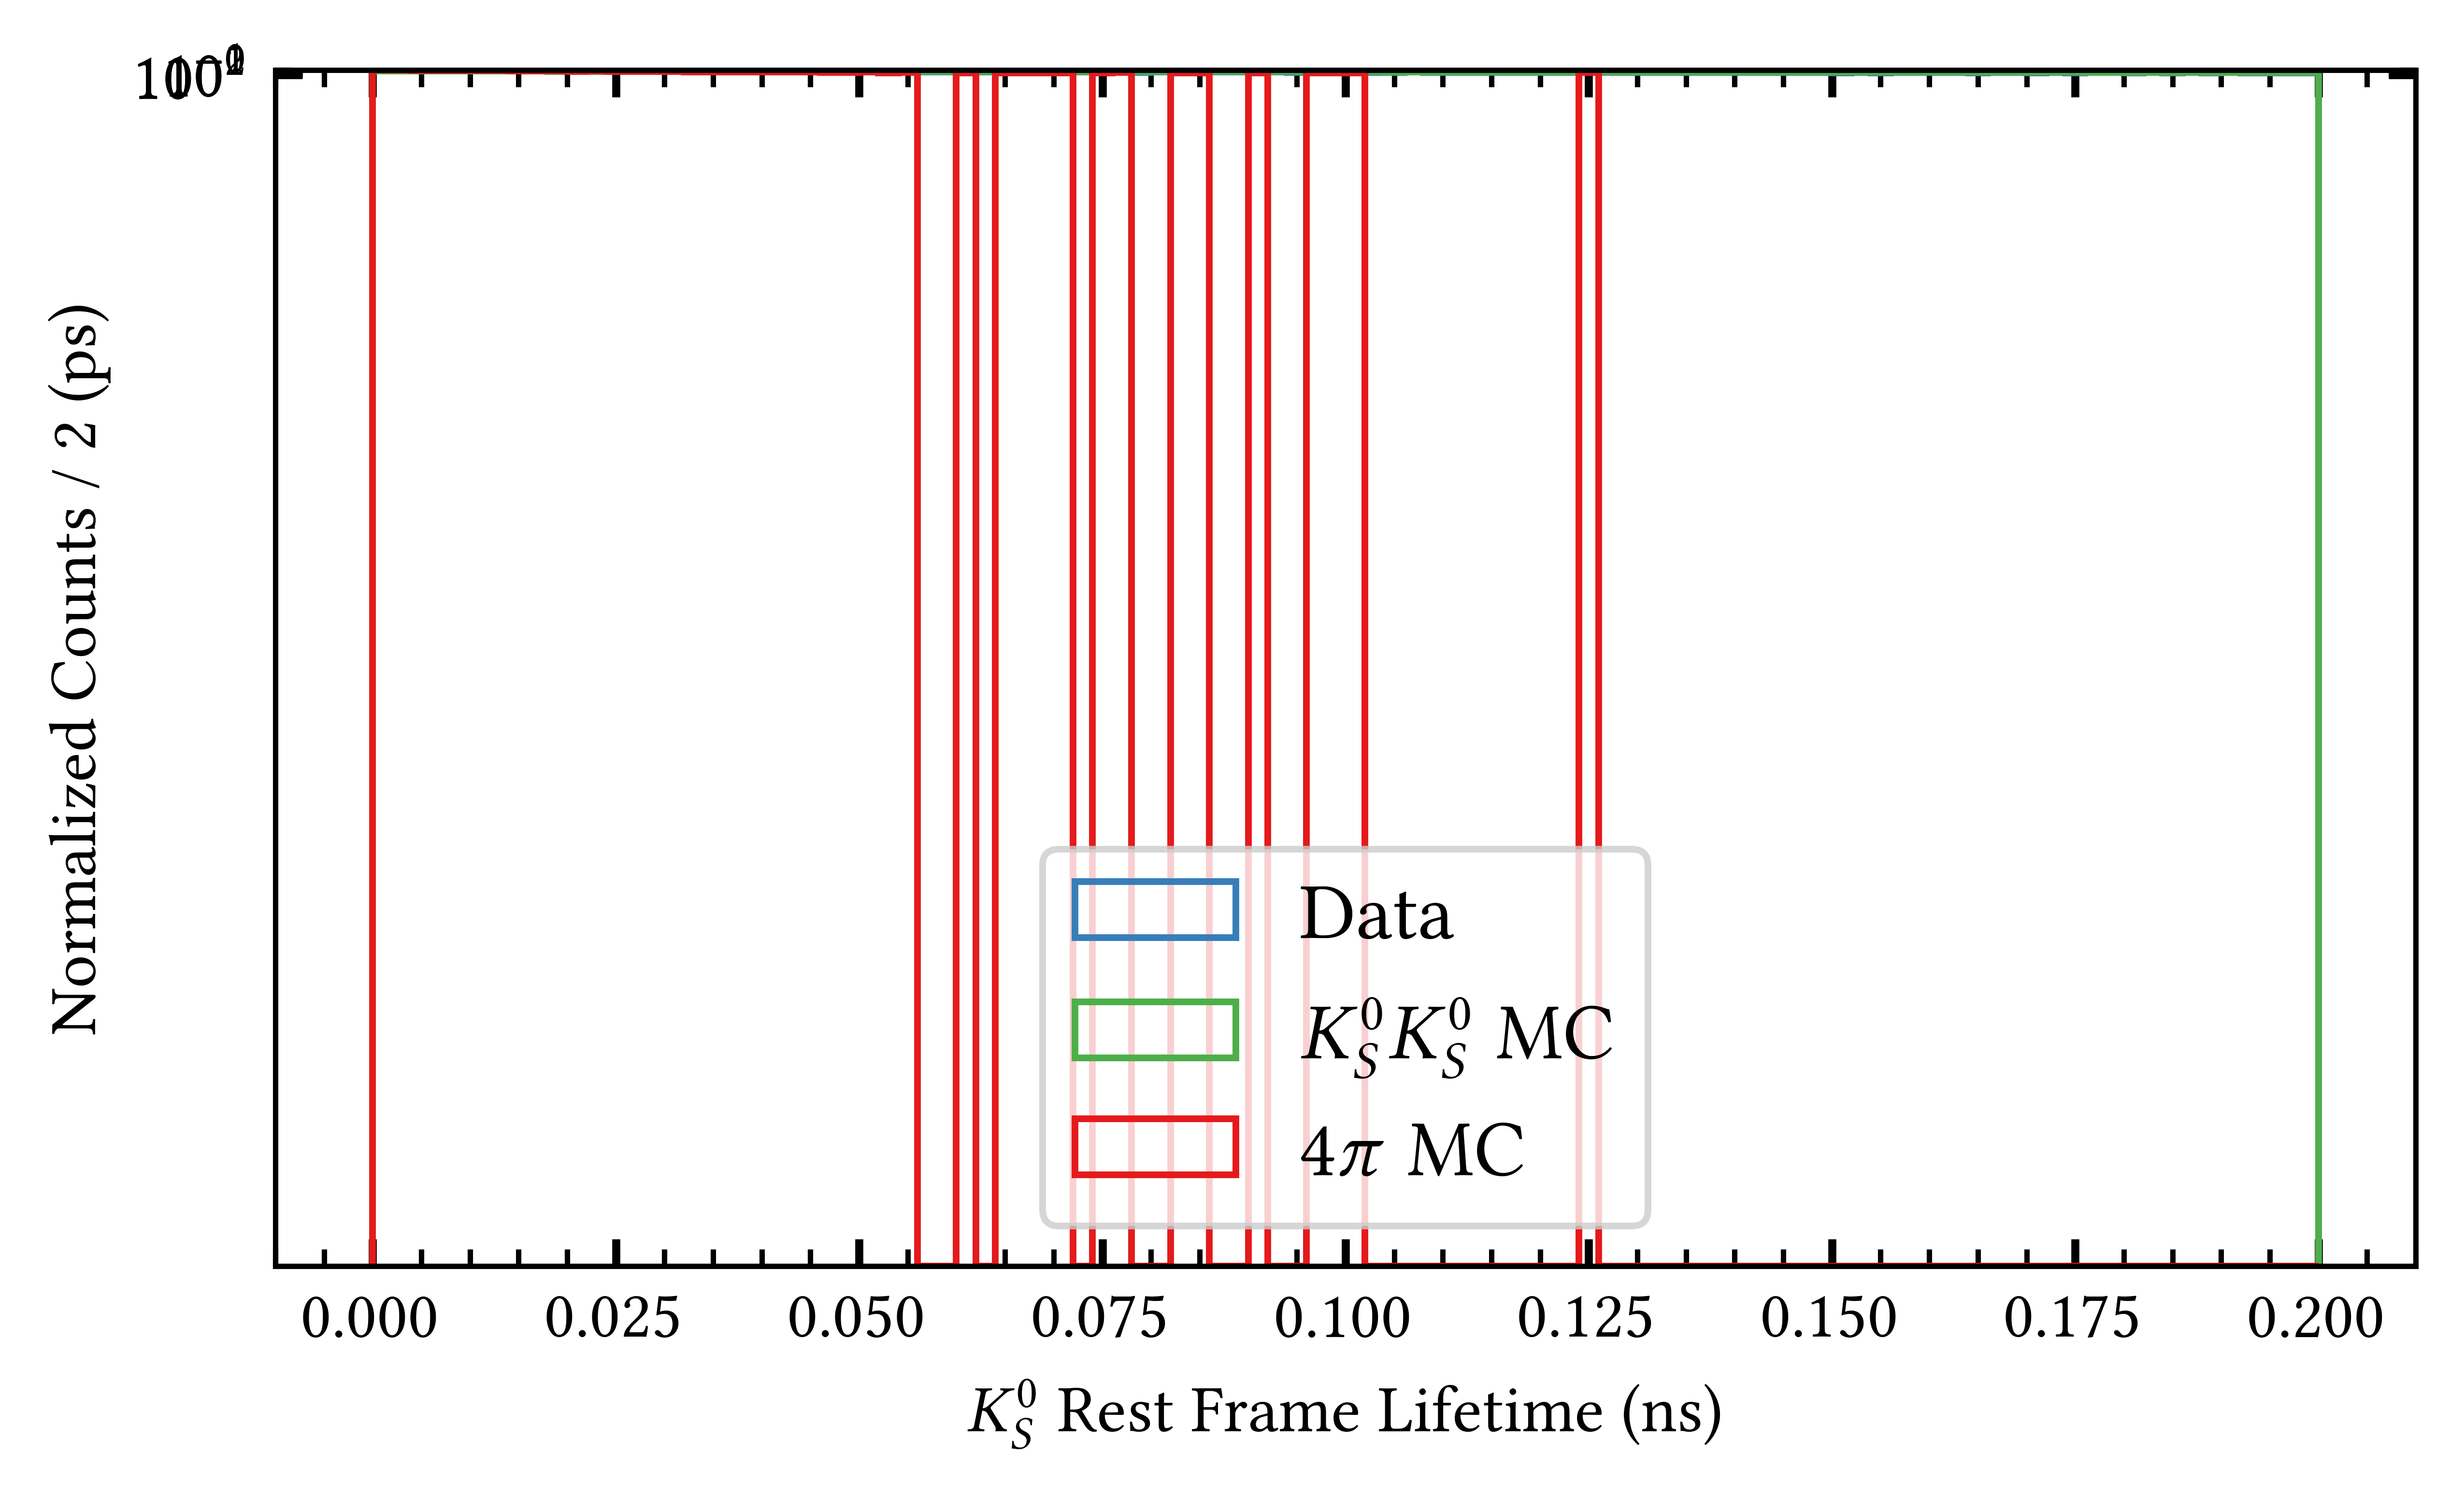 Normalized Counts / 2 (ps)
Data
K_S^0 K_S^0 MC
4π MC
0.000 0.025 0.050 0.075 0.100 0.125 0.150 0.175 0.200
K_S^0 Rest Frame Lifetime (ns)